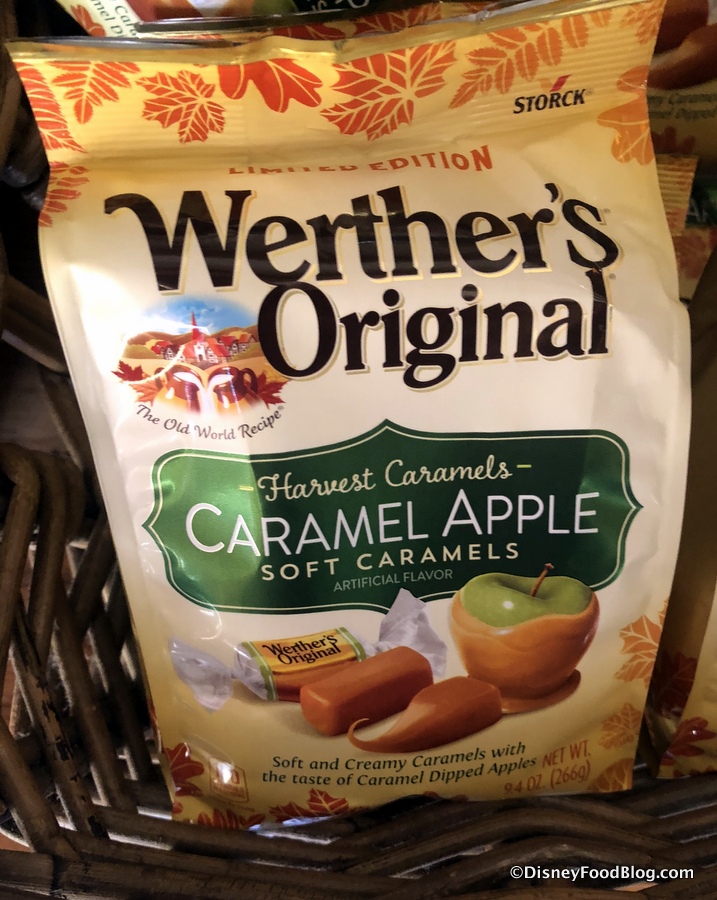 STORCK
LIMITED EDITION
Werther's
Original
The Old World Recipe®
Harvest Caramels
CARAMEL APPLE
SOFT CARAMELS
ARTIFICIAL FLAVOR
Werther's
Original
Soft and Creamy Caramels with
the taste of Caramel Dipped Apples
NET WT.
9.4 OZ. (266g)
©DisneyFoodBlog.com